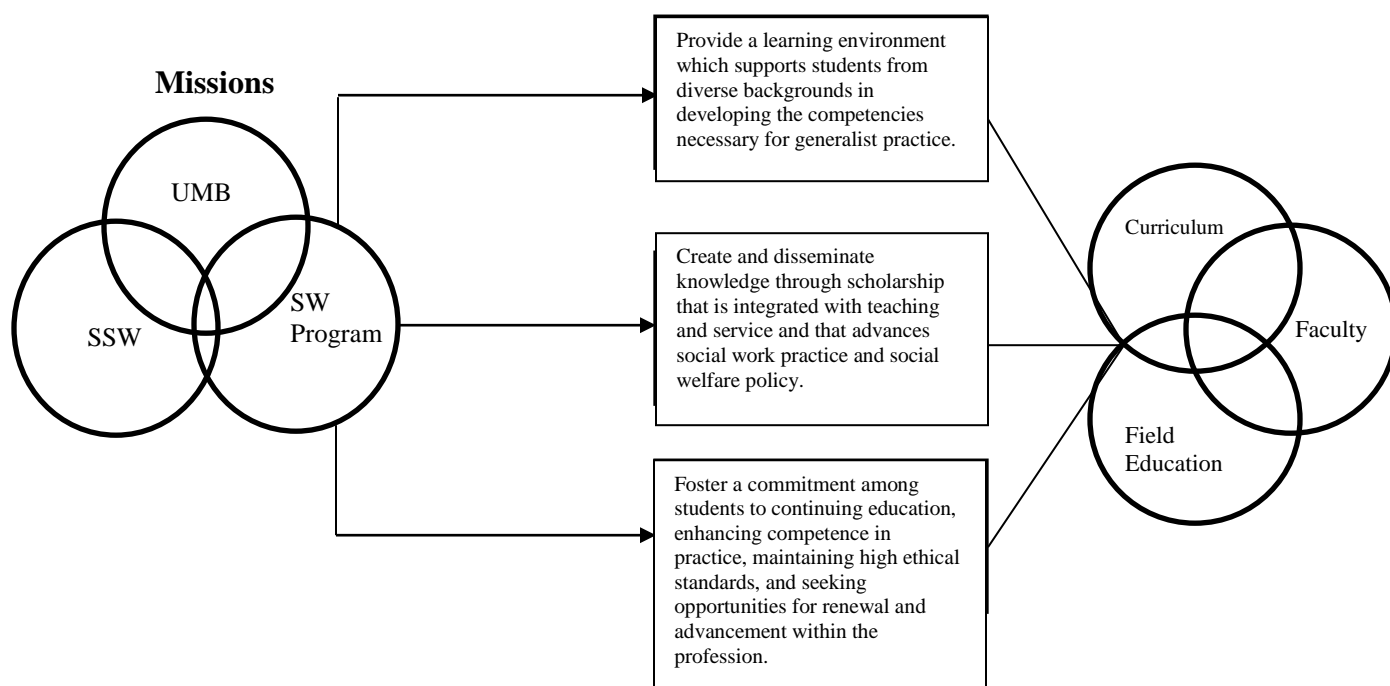 Missions
UMB
SSW
SW
Program
Provide a learning environment
which supports students from
diverse backgrounds in
developing the competencies
necessary for generalist practice.
Create and disseminate
knowledge through scholarship
that is integrated with teaching
and service and that advances
social work practice and social
welfare policy.
Foster a commitment among
students to continuing education,
enhancing competence in
practice, maintaining high ethical
standards, and seeking
opportunities for renewal and
advancement within the
profession.
Curriculum
Faculty
Field
Education